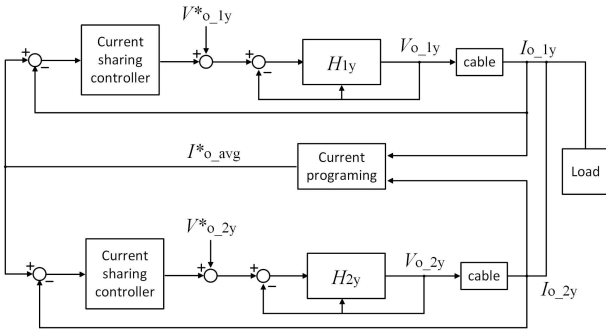 V*o_1y
Current
sharing
controller
H1y
Vo_1y
cable
Io_1y
+
−
+
+
+
−
I*o_avg
Current
programing
Load
V*o_2y
Current
sharing
controller
H2y
Vo_2y
cable
Io_2y
+
−
+
+
+
−